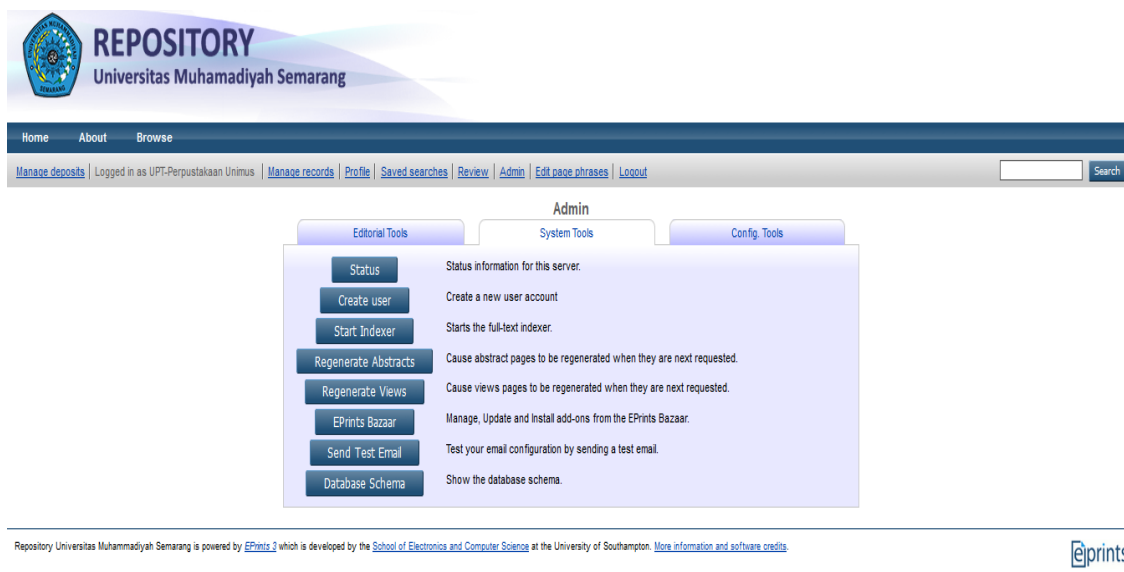 REPOSITORY
Universitas Muhamadiyah Semarang
Home About Browse
Manage deposits | Logged in as UPT-Perpustakaan Unimus | Manage records | Profile | Saved searches | Review | Admin | Edit page phrases | Logout Search
Admin
Editorial Tools System Tools Config. Tools
Status Status information for this server.
Create user Create a new user account
Start Indexer Starts the full-text indexer.
Regenerate Abstracts Cause abstract pages to be regenerated when they are next requested.
Regenerate Views Cause views pages to be regenerated when they are next requested.
EPrints Bazaar Manage, Update and Install add-ons from the EPrints Bazaar.
Send Test Email Test your email configuration by sending a test email.
Database Schema Show the database schema.
Repository Universitas Muhammadiyah Semarang is powered by EPrints 3 which is developed by the School of Electronics and Computer Science at the University of Southampton. More information and software credits. eprints